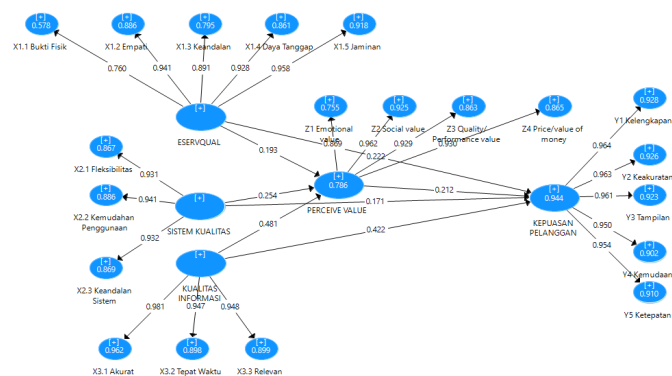 [+]
0.578
X1.1 Bukti Fisik
[+]
0.886
X1.2 Empati
[+]
0.795
X1.3 Keandalan
[+]
0.861
X1.4 Daya Tanggap
[+]
0.918
X1.5 Jaminan
0.760
0.941
0.891
0.928
0.958
[+]
ESERVQUAL
[+]
0.755
Z1 Emotional
value
[+]
0.925
Z2 Social value
[+]
0.863
Z3 Quality/
Performance value
[+]
0.865
Z4 Price/value of
money
0.869
0.962
0.929
0.930
0.193
0.222
[+]
0.786
PERCEIVE VALUE
[+]
0.867
X2.1 Fleksibilitas
[+]
0.886
X2.2 Kemudahan
Penggunaan
[+]
0.869
X2.3 Keandalan
Sistem
0.931
0.941
0.932
[+]
SISTEM KUALITAS
0.254
0.171
0.212
0.481
0.422
[+]
KUALITAS
INFORMASI
0.981
0.947
0.948
[+]
0.962
X3.1 Akurat
[+]
0.898
X3.2 Tepat Waktu
[+]
0.899
X3.3 Relevan
[+]
0.944
KEPUASAN
PELANGGAN
0.964
0.963
0.961
0.950
0.954
[+]
0.928
Y1 Kelengkapan
[+]
0.926
Y2 Keakuratan
[+]
0.923
Y3 Tampilan
[+]
0.902
Y4 Kemudaan
[+]
0.910
Y5 Ketepatan